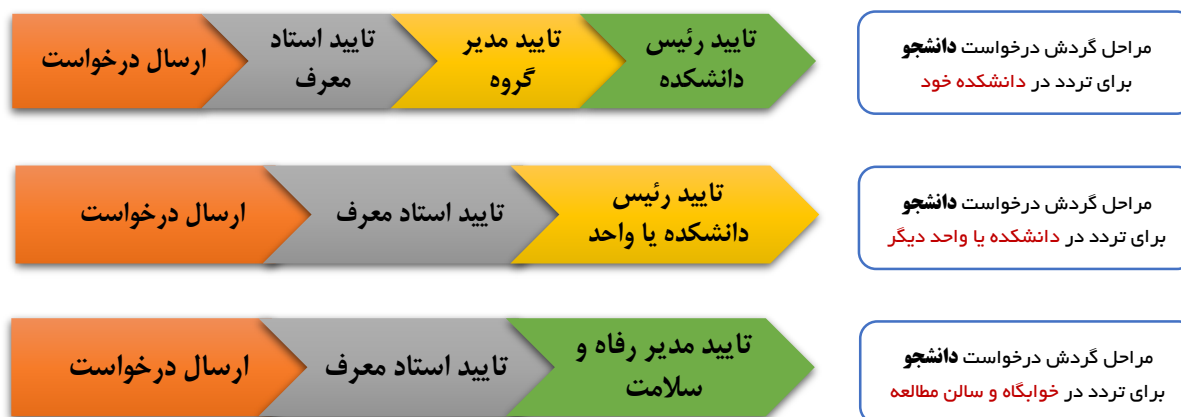 مراحل گردش درخواست دانشجو
برای تردد در دانشکده خود
ارسال درخواست
تایید استاد
معرف
تایید مدیر
گروه
تایید رئیس
دانشکده
مراحل گردش درخواست دانشجو
برای تردد در دانشکده یا واحد دیگر
ارسال درخواست
تایید استاد معرف
تایید رئیس
دانشکده یا واحد
مراحل گردش درخواست دانشجو
برای تردد در خوابگاه و سالن مطالعه
ارسال درخواست
تایید استاد معرف
تایید مدیر رفاه و
سلامت